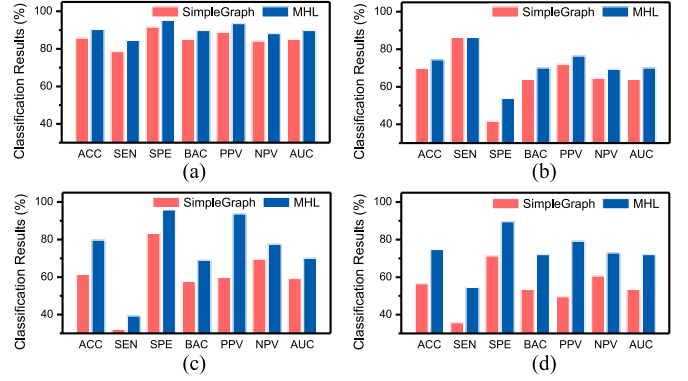 SimpleGraph MHL
Classification Results (%)
100
80
60
40
ACC SEN SPE BAC PPV NPV AUC
(a)
SimpleGraph MHL
Classification Results (%)
100
80
60
40
ACC SEN SPE BAC PPV NPV AUC
(b)
SimpleGraph MHL
Classification Results (%)
100
80
60
40
ACC SEN SPE BAC PPV NPV AUC
(c)
SimpleGraph MHL
Classification Results (%)
100
80
60
40
ACC SEN SPE BAC PPV NPV AUC
(d)